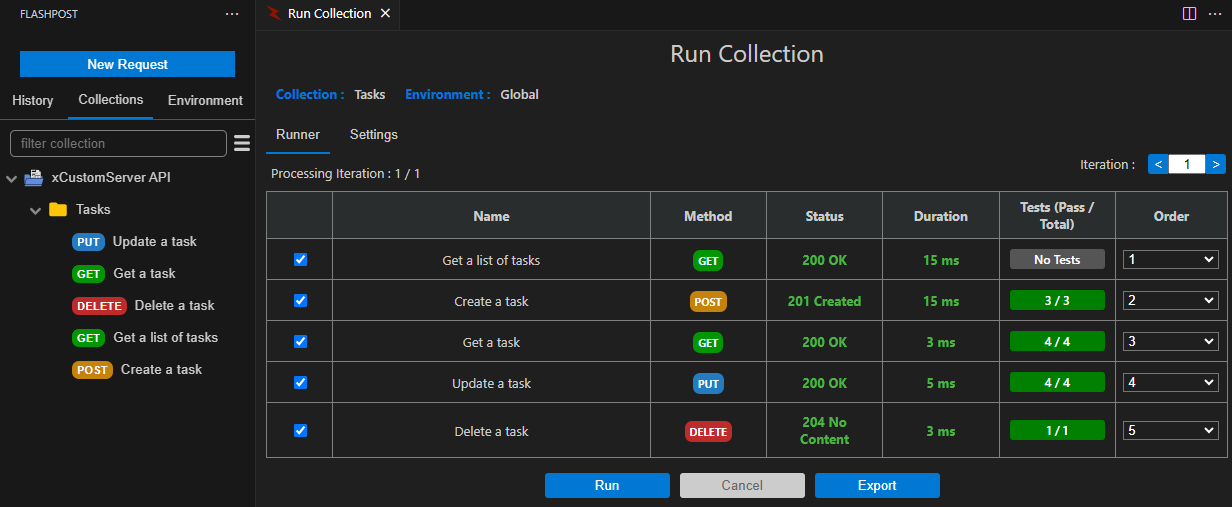 FLASHPOST
New Request
History Collections Environment
filter collection
xCustomServer API
Tasks
PUT Update a task
GET Get a task
DELETE Delete a task
GET Get a list of tasks
POST Create a task
Run Collection
Run Collection
Collection : Tasks Environment : Global
Runner Settings
Processing Iteration : 1 / 1
Iteration : < 1 >
Name Method Status Duration Tests (Pass / Total) Order
Get a list of tasks GET 200 OK 15 ms No Tests 1
Create a task POST 201 Created 15 ms 3 / 3 2
Get a task GET 200 OK 3 ms 4 / 4 3
Update a task PUT 200 OK 5 ms 4 / 4 4
Delete a task DELETE 204 No Content 3 ms 1 / 1 5
Run Cancel Export